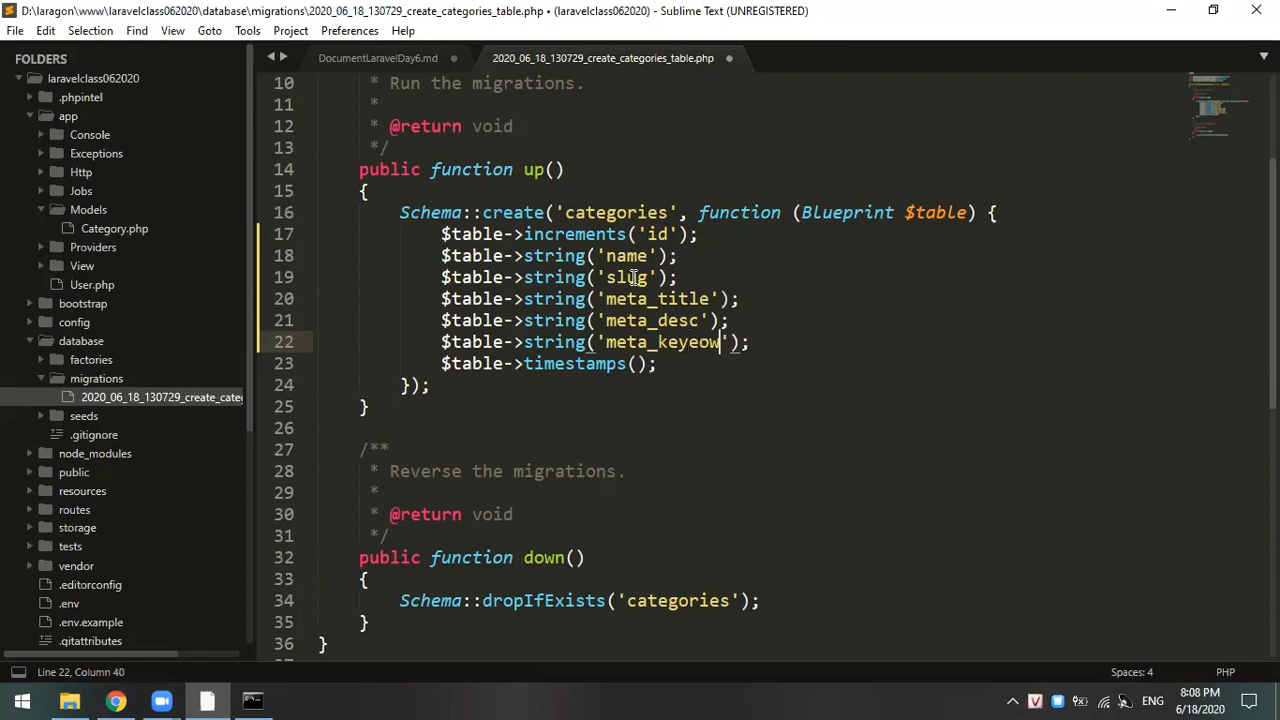 D:\laragon\www\laravelclass062020\database\migrations\2020_06_18_130729_create_categories_table.php • (laravelclass062020) - Sublime Text (UNREGISTERED)
File Edit Selection Find View Goto Tools Project Preferences Help
FOLDERS
laravelclass062020
.phpintel
app
Console
Exceptions
Http
Jobs
Models
Category.php
Providers
View
User.php
bootstrap
config
database
factories
migrations
2020_06_18_130729_create_cate
seeds
.gitignore
node_modules
public
resources
routes
storage
tests
vendor
.editorconfig
.env
.env.example
.gitattributes
DocumentLaravelDay6.md
2020_06_18_130729_create_categories_table.php
10 * Run the migrations.
11 *
12 * @return void
13 */
14 public function up()
15 {
16 Schema::create('categories', function (Blueprint $table) {
17 $table->increments('id');
18 $table->string('name');
19 $table->string('slug');
20 $table->string('meta_title');
21 $table->string('meta_desc');
22 $table->string('meta_keyeow');
23 $table->timestamps();
24 });
25 }
26
27 /**
28 * Reverse the migrations.
29 *
30 * @return void
31 */
32 public function down()
33 {
34 Schema::dropIfExists('categories');
35 }
36 }
Line 22, Column 40
Spaces: 4
PHP
ENG
8:08 PM
6/18/2020